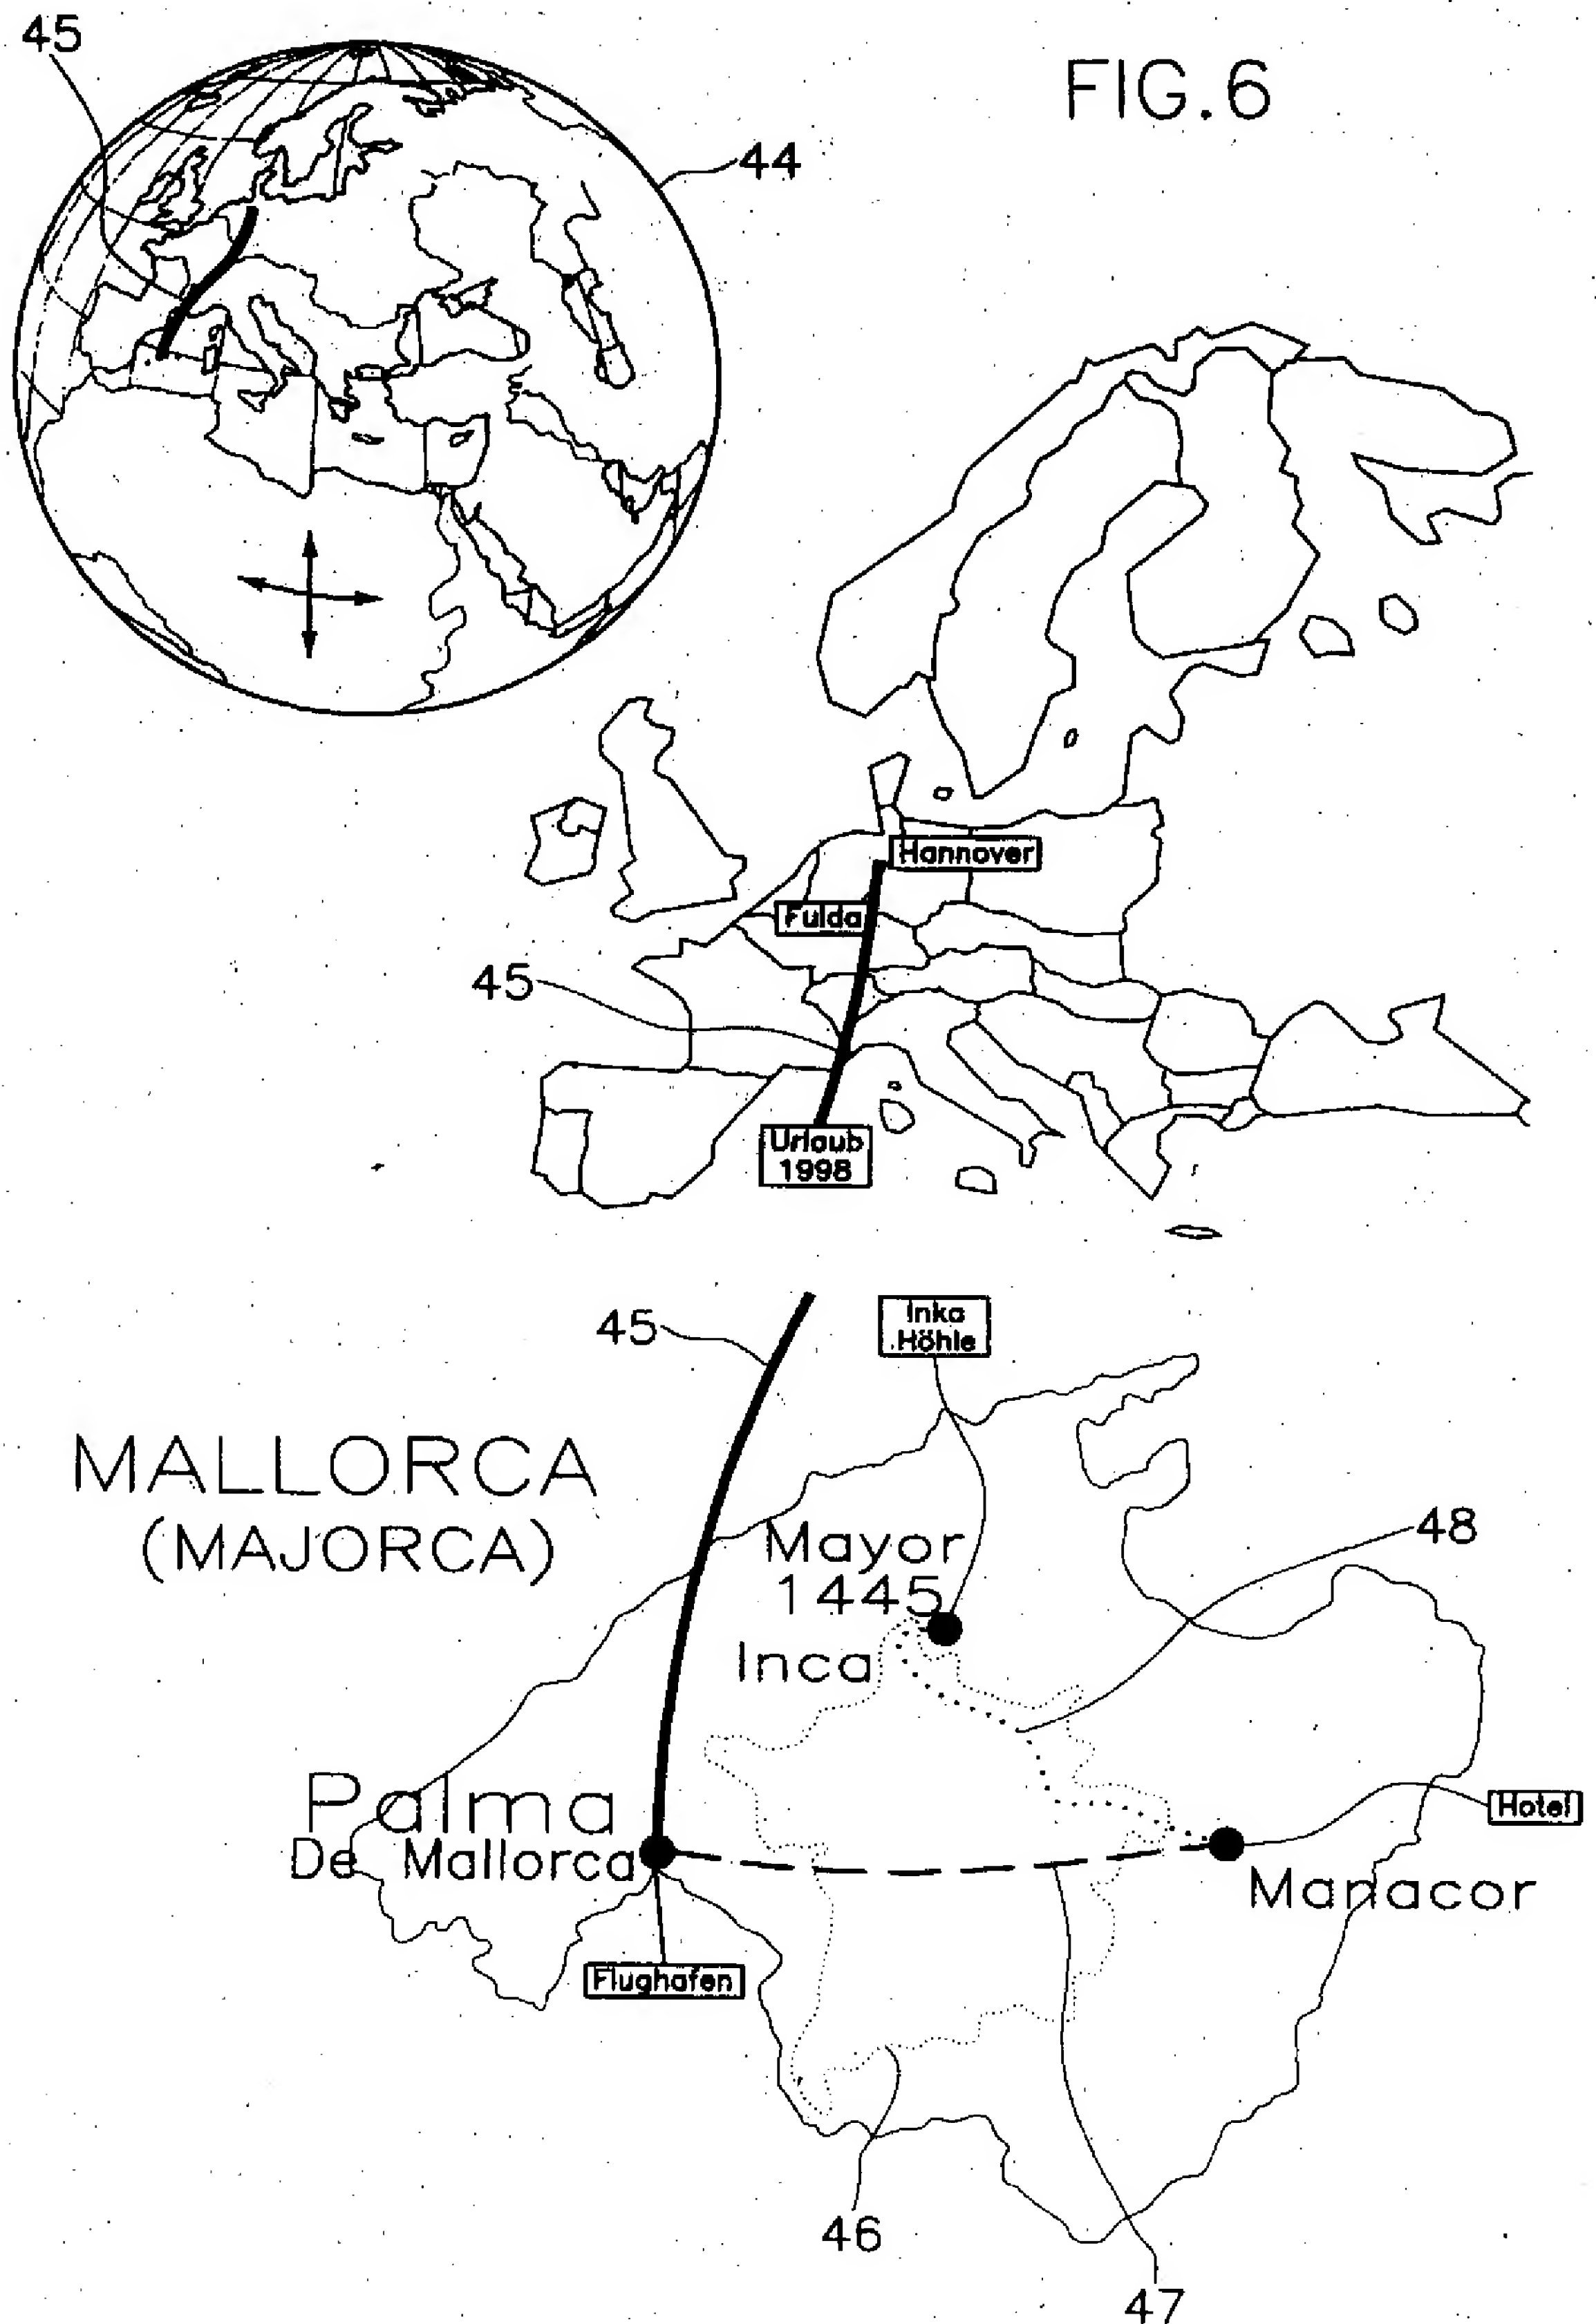 45
FIG.6
44
Hannover
Fulda
45
Urlaub
1998
45
Inka
Höhle
MALLORCA
(MAJORCA)
48
Mayor
1445
Inca
Palma
De Mallorca
Hotel
Manacor
Flughafen
46
47